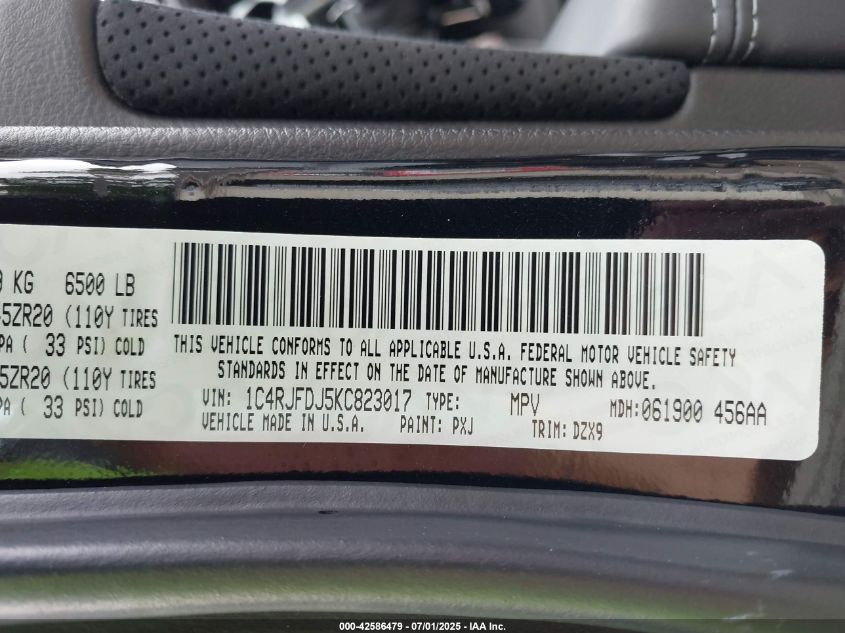 KG 6500 LB
5ZR20 (110Y TIRES
PA ( 33 PSI) COLD
5ZR20 (110Y TIRES
PA ( 33 PSI) COLD
THIS VEHICLE CONFORMS TO ALL APPLICABLE U.S.A. FEDERAL MOTOR VEHICLE SAFETY
STANDARDS IN EFFECT ON THE DATE OF MANUFACTURE SHOWN ABOVE.
VIN: 1C4RJFDJ5KC823017 TYPE: MPV MDH:061900 456AA
VEHICLE MADE IN U.S.A. PAINT: PXJ TRIM: DZX9
000-42586479 - 07/01/2025 - IAA Inc.